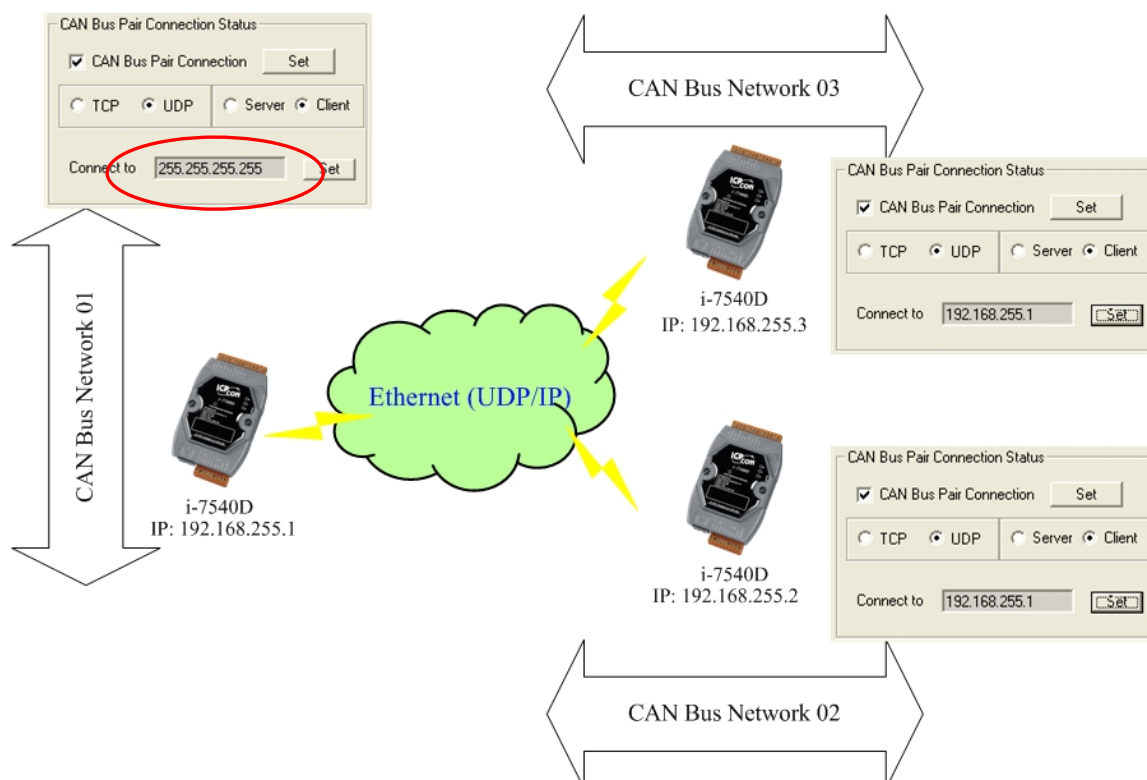 CAN Bus Pair Connection Status
CAN Bus Pair Connection Set
TCP UDP Server Client
Connect to 255.255.255.255 Set
CAN Bus Network 03
CAN Bus Network 01
i-7540D
IP: 192.168.255.3
CAN Bus Pair Connection Status
CAN Bus Pair Connection Set
TCP UDP Server Client
Connect to 192.168.255.1 Set
Ethernet (UDP/IP)
i-7540D
IP: 192.168.255.1
i-7540D
IP: 192.168.255.2
CAN Bus Pair Connection Status
CAN Bus Pair Connection Set
TCP UDP Server Client
Connect to 192.168.255.1 Set
CAN Bus Network 02